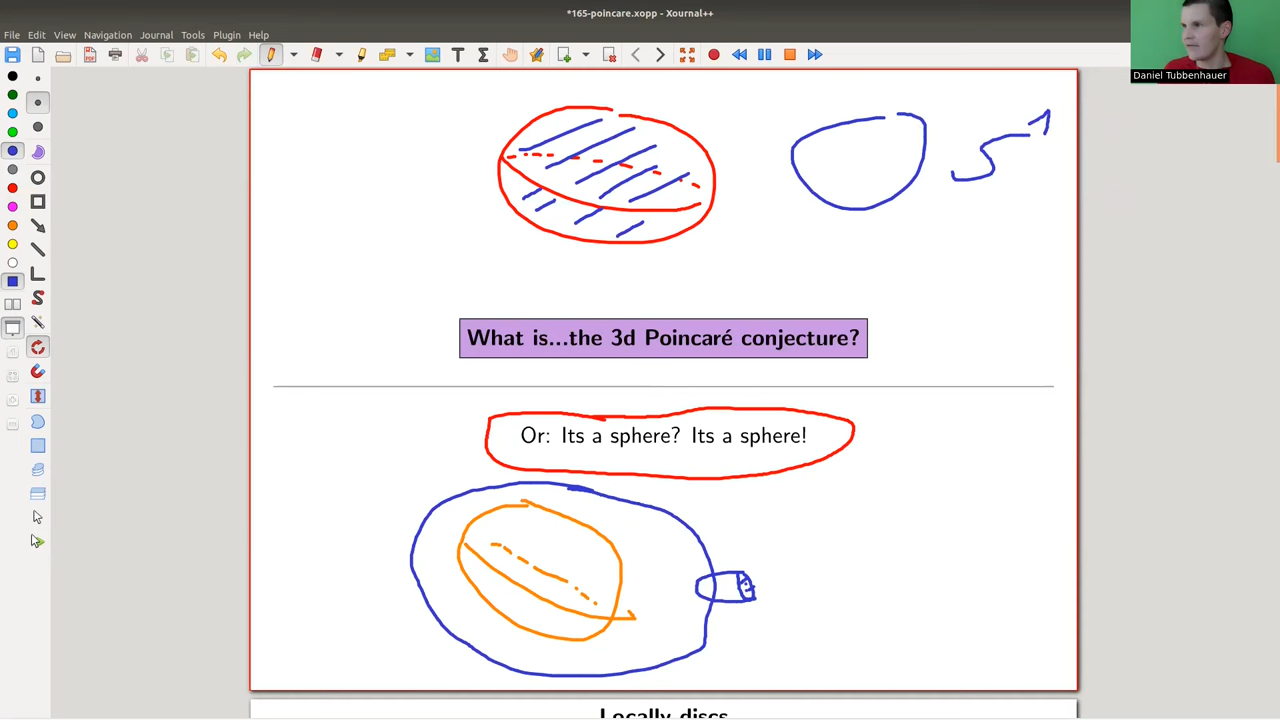 *165-poincare.xopp - Xournal++
File Edit View Navigation Journal Tools Plugin Help
Daniel Tubbenhauer
S¹
What is...the 3d Poincaré conjecture?
Or: Its a sphere? Its a sphere!
Locally discs